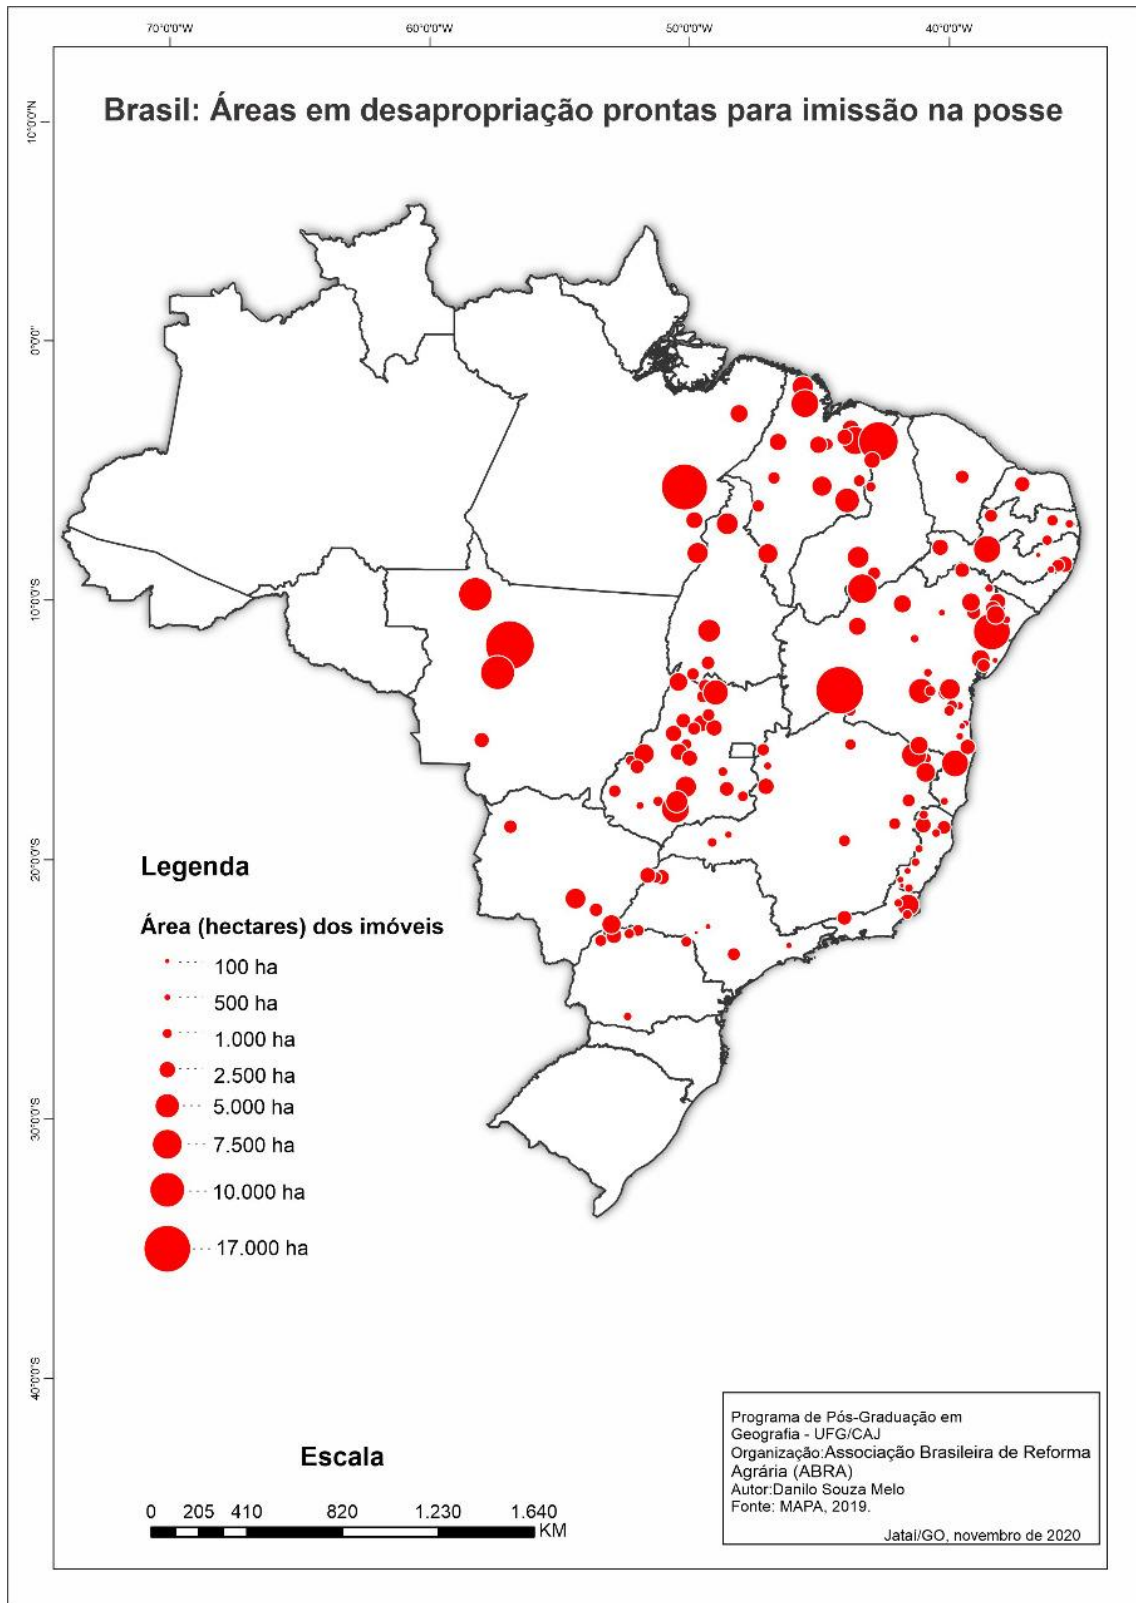 70°0'0"W 60°0'0"W 50°0'0"W 40°0'0"W
Brasil: Áreas em desapropriação prontas para imissão na posse
10°0'0"N
0°0'0"
10°0'0"S
20°0'0"S
30°0'0"S
40°0'0"S
Legenda
Área (hectares) dos imóveis
100 ha
500 ha
1.000 ha
2.500 ha
5.000 ha
7.500 ha
10.000 ha
17.000 ha
Escala
0 205 410 820 1.230 1.640
KM
Programa de Pós-Graduação em
Geografia - UFG/CAJ
Organização:Associação Brasileira de Reforma
Agrária (ABRA)
Autor:Danilo Souza Melo
Fonte: MAPA, 2019.
Jataí/GO, novembro de 2020